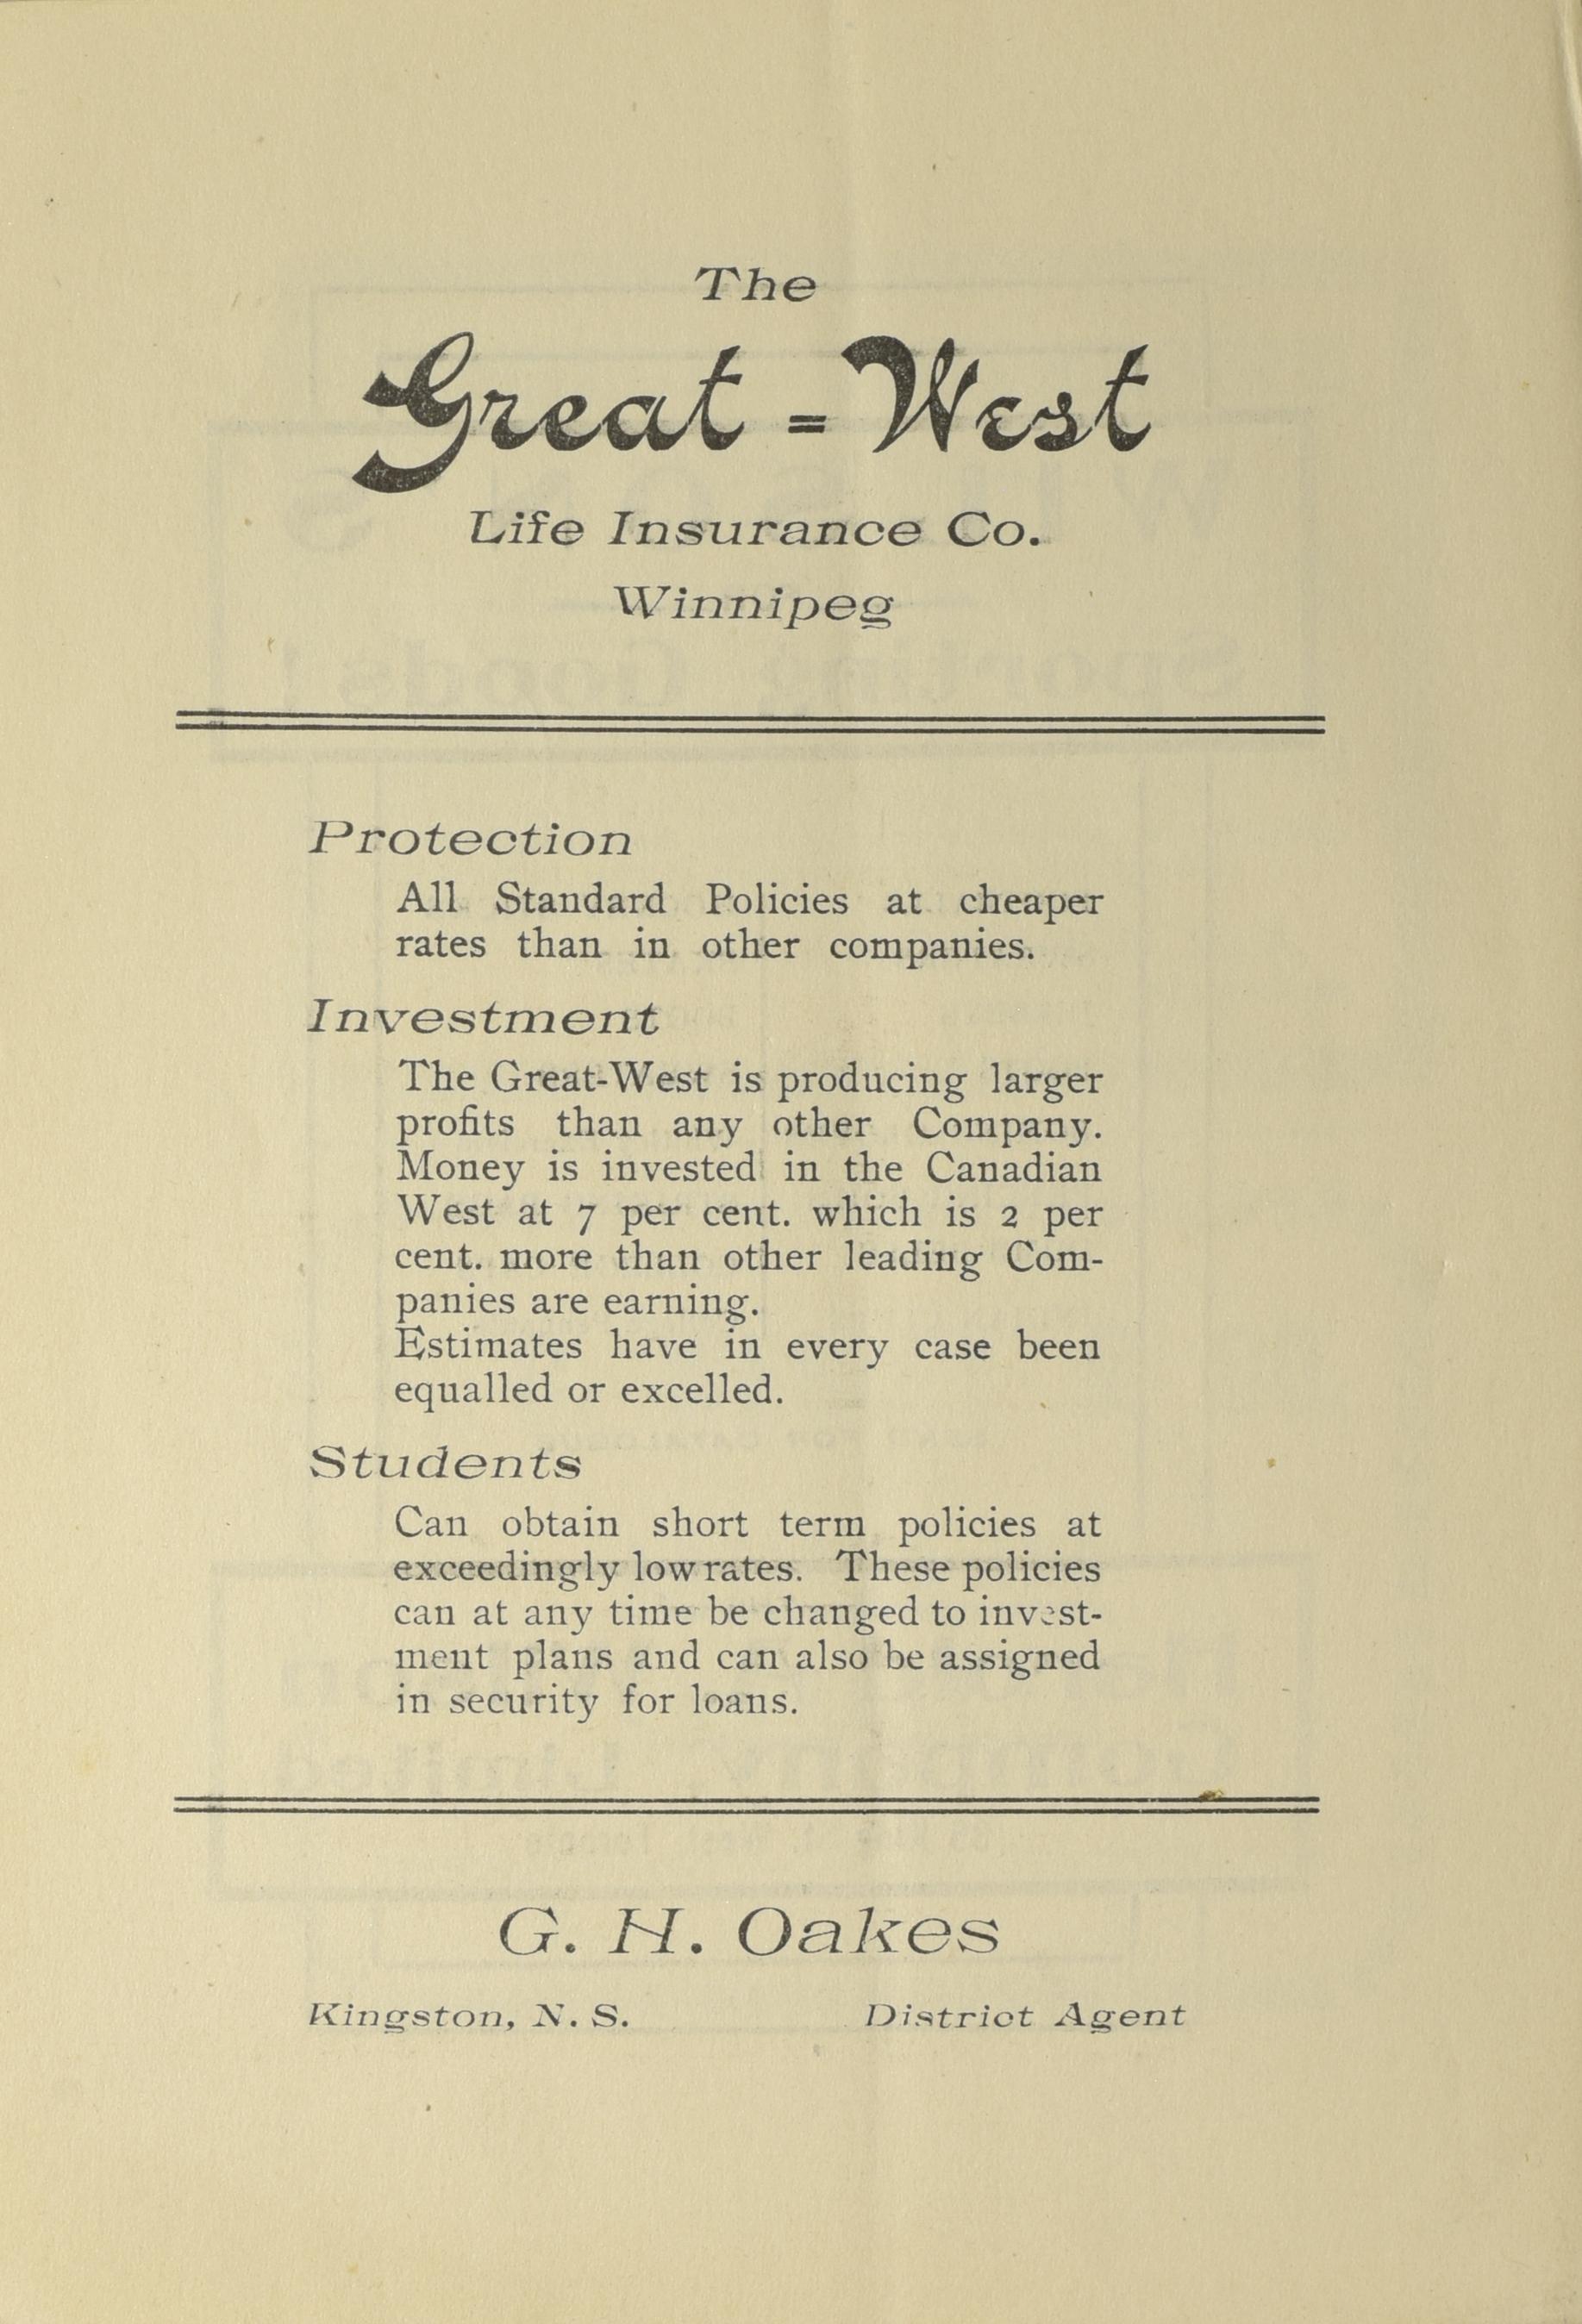 The
Great = West
Life Insurance Co.
Winnipeg
Protection
All Standard Policies at cheaper
rates than in other companies.
Investment
The Great-West is producing larger
profits than any other Company.
Money is invested in the Canadian
West at 7 per cent. which is 2 per
cent. more than other leading Com-
panies are earning.
Estimates have in every case been
equalled or excelled.
Students
Can obtain short term policies at
exceedingly low rates. These policies
can at any time be changed to invest-
ment plans and can also be assigned
in security for loans.
G. H. Oakes
Kingston, N. S. District Agent